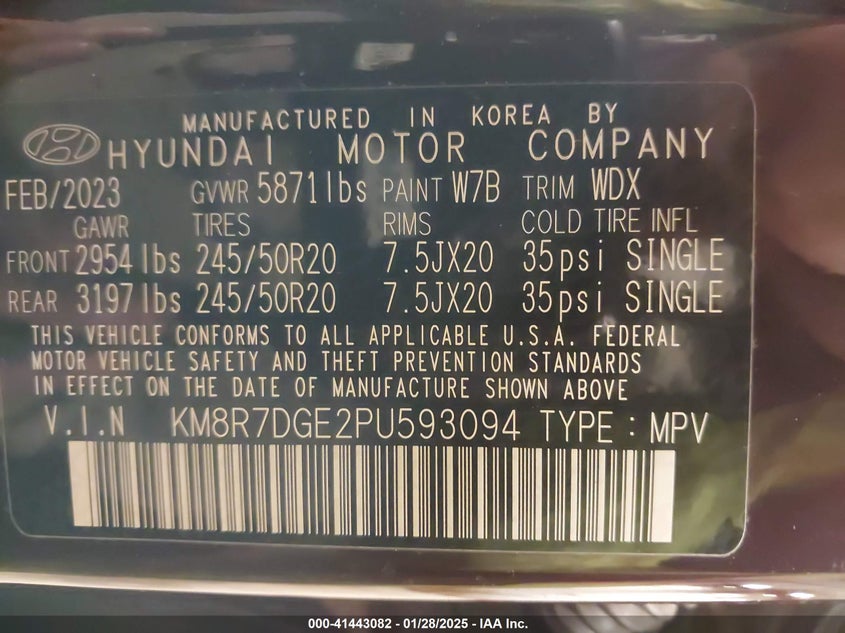 MANUFACTURED IN KOREA BY
HYUNDAI MOTOR COMPANY
FEB/2023 GVWR 5871lbs PAINT W7B TRIM WDX
GAWR TIRES RIMS COLD TIRE INFL
FRONT 2954lbs 245/50R20 7.5JX20 35psi SINGLE
REAR 3197lbs 245/50R20 7.5JX20 35psi SINGLE
THIS VEHICLE CONFORMS TO ALL APPLICABLE U.S.A. FEDERAL
MOTOR VEHICLE SAFETY AND THEFT PREVENTION STANDARDS
IN EFFECT ON THE DATE OF MANUFACTURE SHOWN ABOVE
V.I.N KM8R7DGE2PU593094 TYPE : MPV
000-41443082 - 01/28/2025 - IAA Inc.